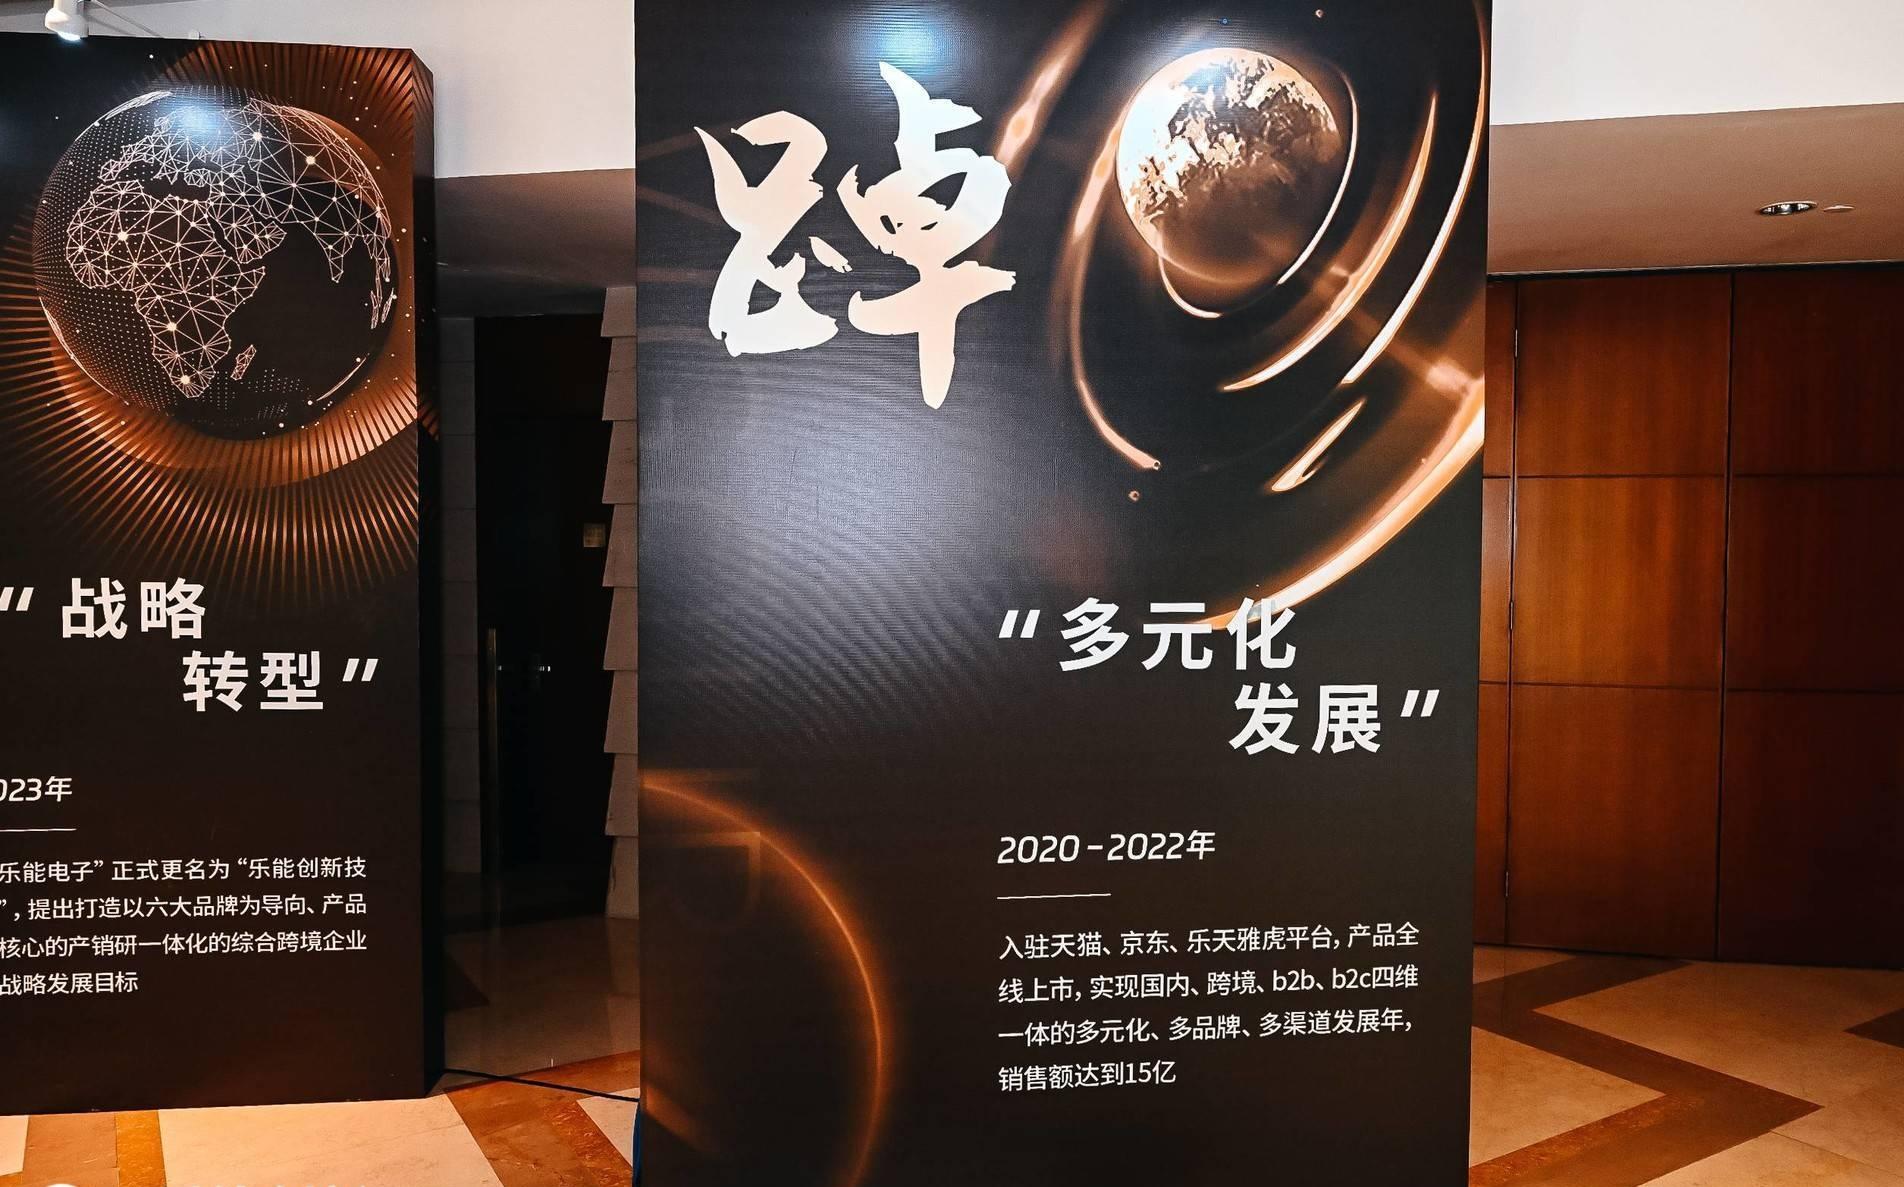 “战略
转型”
023年
乐能电子”正式更名为“乐能创新技
”，提出打造以六大品牌为导向、产品
核心的产销研一体化的综合跨境企业
战略发展目标
踔
“多元化
发展”
2020-2022年
入驻天猫、京东、乐天雅虎平台，产品全
线上市，实现国内、跨境、b2b、b2c四维
一体的多元化、多品牌、多渠道发展年，
销售额达到15亿